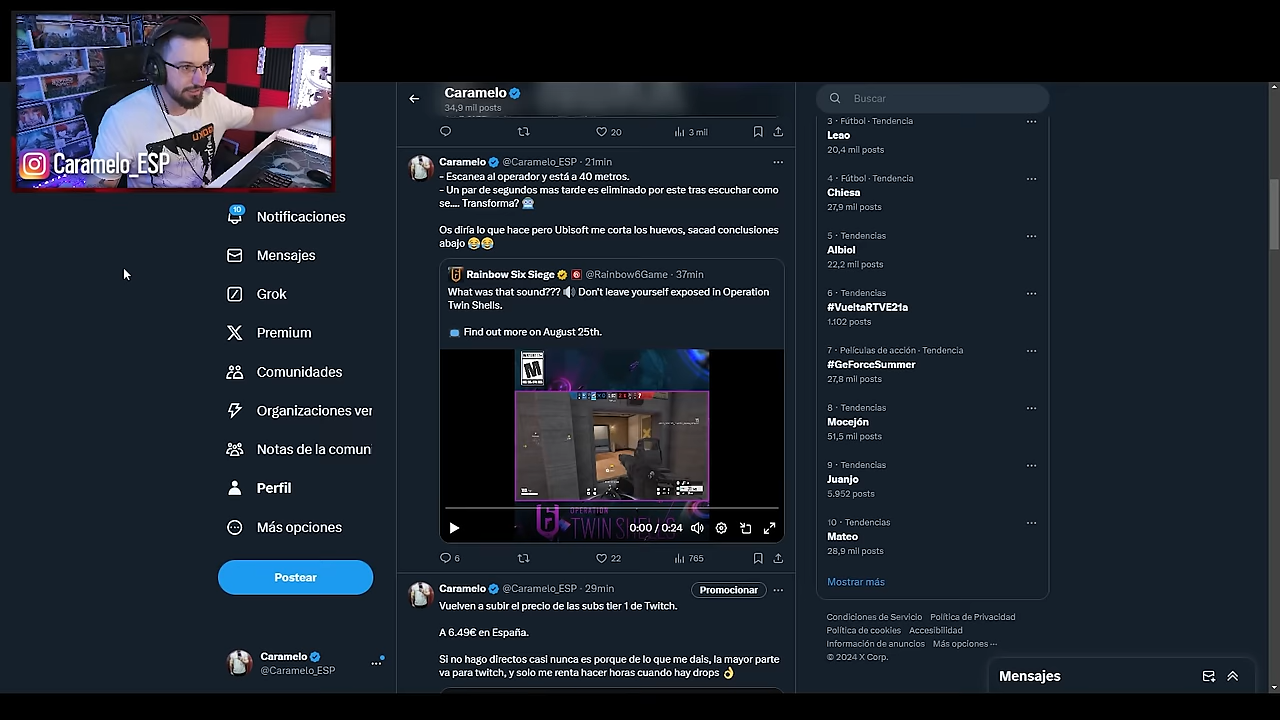 Caramelo_ESP
Notificaciones
10
Mensajes
Grok
Premium
Comunidades
Organizaciones ver
Notas de la comun
Perfil
Más opciones
Postear
Caramelo
@Caramelo_ESP
Caramelo
34,9 mil posts
20
3 mil
Caramelo @Caramelo_ESP · 21min
- Escanea al operador y está a 40 metros.
- Un par de segundos mas tarde es eliminado por este tras escuchar como
se.... Transforma?
Os diría lo que hace pero Ubisoft me corta los huevos, sacad conclusiones
abajo
Rainbow Six Siege @Rainbow6Game · 37min
What was that sound??? Don't leave yourself exposed in Operation
Twin Shells.
Find out more on August 25th.
M
OPERATION
TWIN SHELLS
0:00 / 0:24
6
22
765
Caramelo @Caramelo_ESP · 29min
Promocionar
Vuelven a subir el precio de las subs tier 1 de Twitch.
A 6.49€ en España.
Si no hago directos casi nunca es porque de lo que me dais, la mayor parte
va para twitch, y solo me renta hacer horas cuando hay drops
Buscar
3 · Fútbol · Tendencia
Leao
20,4 mil posts
4 · Fútbol · Tendencia
Chiesa
27,9 mil posts
5 · Tendencias
Albiol
22,2 mil posts
6 · Tendencias
#VueltaRTVE21a
1.102 posts
7 · Películas de acción · Tendencia
#GeForceSummer
27,8 mil posts
8 · Tendencias
Mocejón
51,5 mil posts
9 · Tendencias
Juanjo
5.952 posts
10 · Tendencias
Mateo
28,9 mil posts
Mostrar más
Condiciones de Servicio Política de Privacidad
Política de cookies Accesibilidad
Información de anuncios Más opciones ···
© 2024 X Corp.
Mensajes